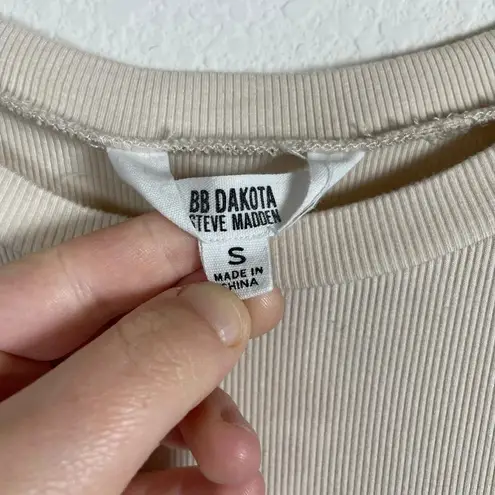 BB DAKOTA
STEVE MADDEN
S
MADE IN
CHINA